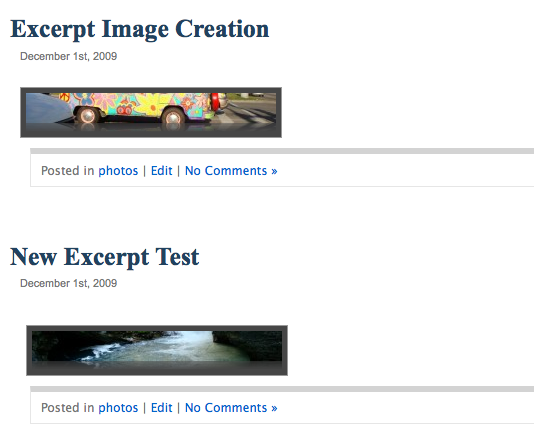 Excerpt Image Creation
December 1st, 2009
Posted in photos | Edit | No Comments »
New Excerpt Test
December 1st, 2009
Posted in photos | Edit | No Comments »